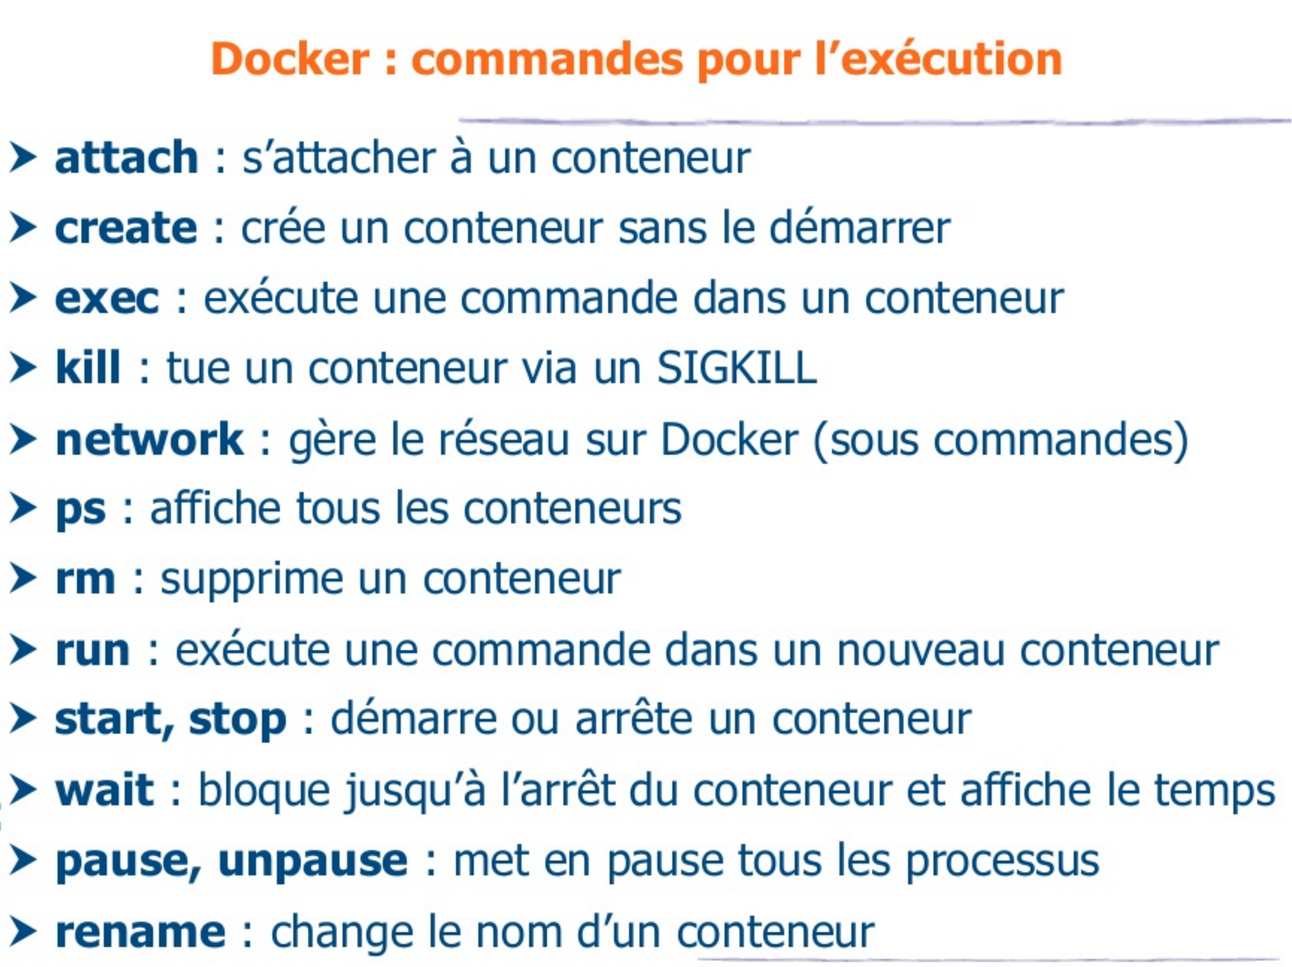 Docker : commandes pour l’exécution
➤ attach : s’attacher à un conteneur
➤ create : crée un conteneur sans le démarrer
➤ exec : exécute une commande dans un conteneur
➤ kill : tue un conteneur via un SIGKILL
➤ network : gère le réseau sur Docker (sous commandes)
➤ ps : affiche tous les conteneurs
➤ rm : supprime un conteneur
➤ run : exécute une commande dans un nouveau conteneur
➤ start, stop : démarre ou arrête un conteneur
➤ wait : bloque jusqu’à l’arrêt du conteneur et affiche le temps
➤ pause, unpause : met en pause tous les processus
➤ rename : change le nom d’un conteneur